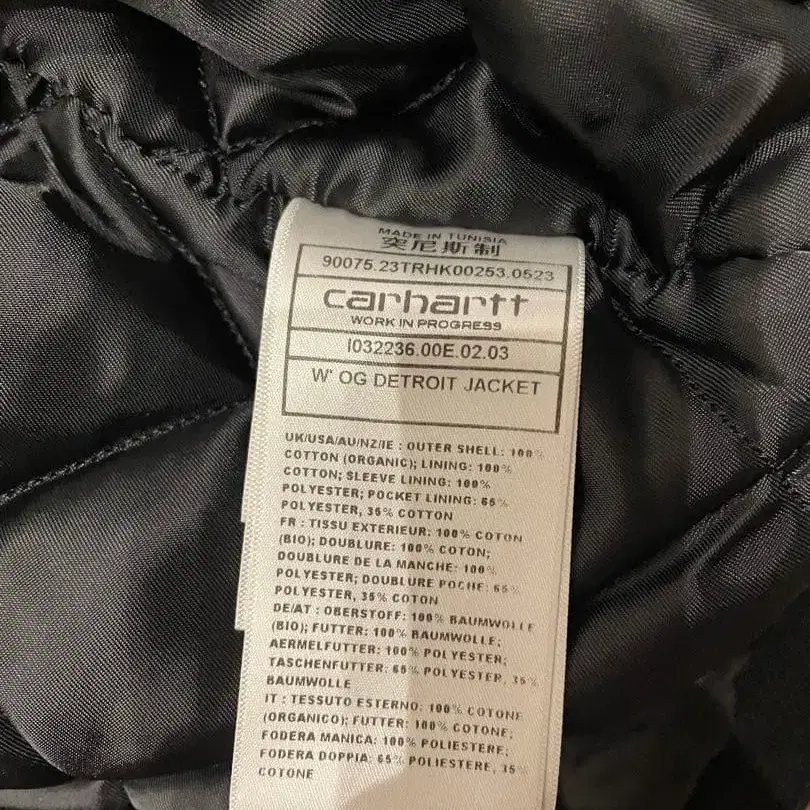 MADE IN TUNISIA
突尼斯制
90075.23TRHK00253.0523
carhartt
WORK IN PROGRESS
I032236.00E.02.03
W' OG DETROIT JACKET
UK/USA/AU/NZ/IE : OUTER SHELL: 100%
COTTON (ORGANIC); LINING: 100%
COTTON; SLEEVE LINING: 100%
POLYESTER; POCKET LINING: 65%
POLYESTER, 35% COTTON
FR : TISSU EXTERIEUR: 100% COTON
(BIO); DOUBLURE: 100% COTON;
DOUBLURE DE LA MANCHE: 100%
POLYESTER; DOUBLURE POCHE: 65%
POLYESTER, 35% COTON
DE/AT : OBERSTOFF: 100% BAUMWOLLE
(BIO); FUTTER: 100% BAUMWOLLE;
AERMELFUTTER: 100% POLYESTER;
TASCHENFUTTER: 65% POLYESTER, 35%
BAUMWOLLE
IT : TESSUTO ESTERNO: 100% COTONE
(ORGANICO); FUTTER: 100% COTONE;
FODERA MANICA: 100% POLIESTERE;
FODERA DOPPIA: 65% POLIESTERE, 35%
COTONE